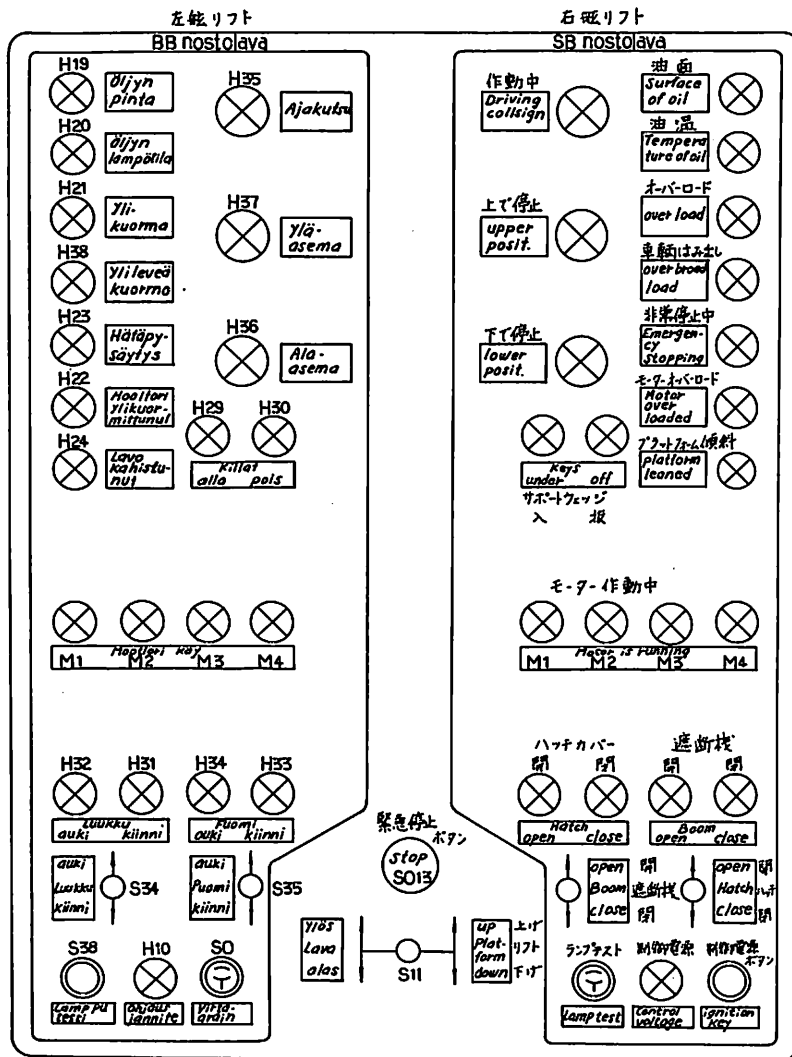 左舷リフト
BB nostolava
H19
Öljyn
pinta
H20
Öljyn
lämpötila
H21
Yli-
kuorma
H38
Ylileveä
kuorma
H23
Hätäpy-
säytys
H22
Moottori
ylikuor-
mittunut
H24
Lava
kahistu-
nut
H35
Ajakutsu
H37
Ylä-
asema
H36
Ala-
asema
H29 H30
Killat
alla pois
Moottori käy
M1 M2 M3 M4
H32 H31 H34 H33
Luukku
auki kiinni
Puomi
auki kiinni
auki
Luukku
kiinni
S34
auki
Puomi
kiinni
S35
S38 H10 S0
Lamppu
testi
ohjaus
jännite
Virta-
右舷リフト
SB nostolava
作動中
Driving
collsign
上で停止
upper
posit.
下で停止
lower
posit.
油面
Surface
of oil
油温
Tempera
ture of oil
オーバーロード
over load
車輌はみ出し
over broad
load
非常停止中
Emergen-
cy
stopping
モーターオーバーロード
Motor
over
loaded
プラットフォーム傾斜
platform
leaned
Keys
under off
サポートウェッジ
入 抜
モーター作動中
Motor is running
M1 M2 M3 M4
ハッチカバー 遮断桟
開 閉 開 閉
Hatch
open close
Boom
open close
open 開
Boom 遮断桟
close 閉
open 開
Hatch ハッチ
close 閉
ランプテスト 制御電源 制御電源
ボタン
Lamp test
Control
voltage
ignition
key
緊急停止
ボタン
Stop
S013
Ylös
Lava
alas
S11
up 上げ
Plat- リフト
form
down 下げ